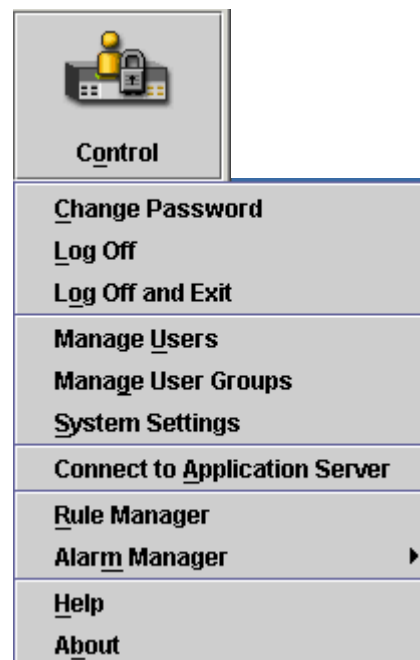 Control
Change Password
Log Off
Log Off and Exit
Manage Users
Manage User Groups
System Settings
Connect to Application Server
Rule Manager
Alarm Manager
Help
About